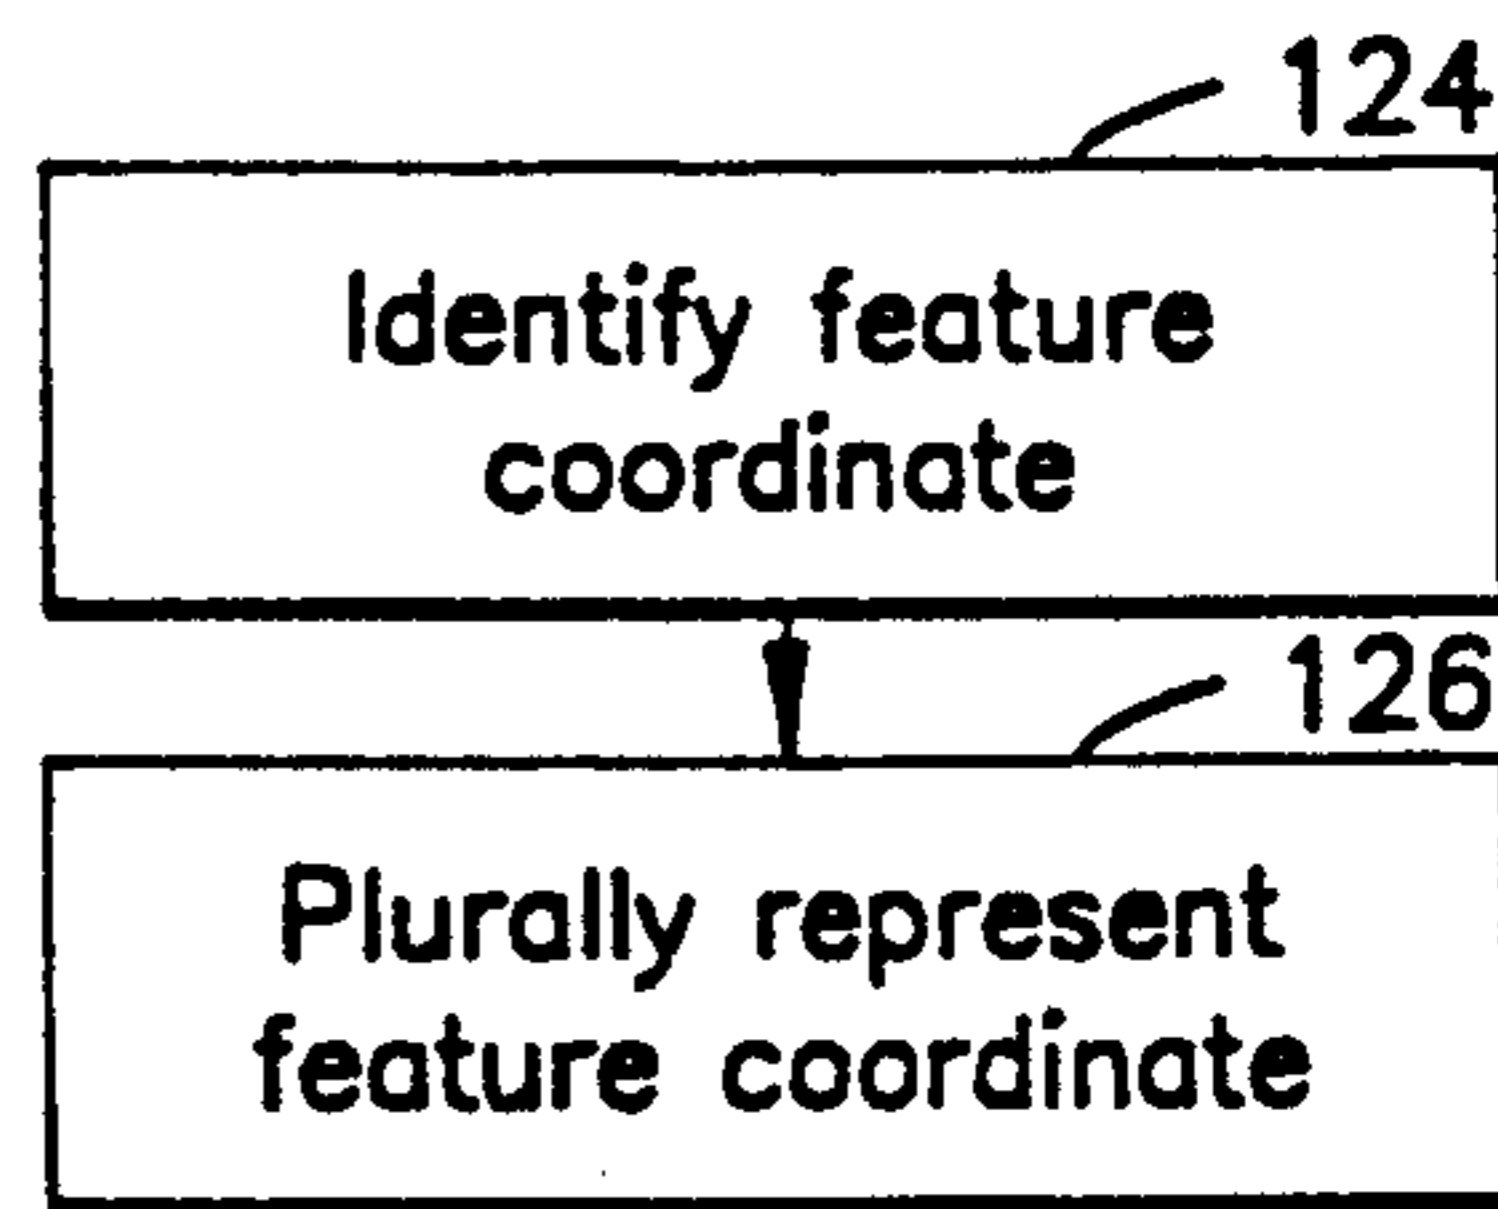 124
Identify feature
coordinate
126
Plurally represent
feature coordinate